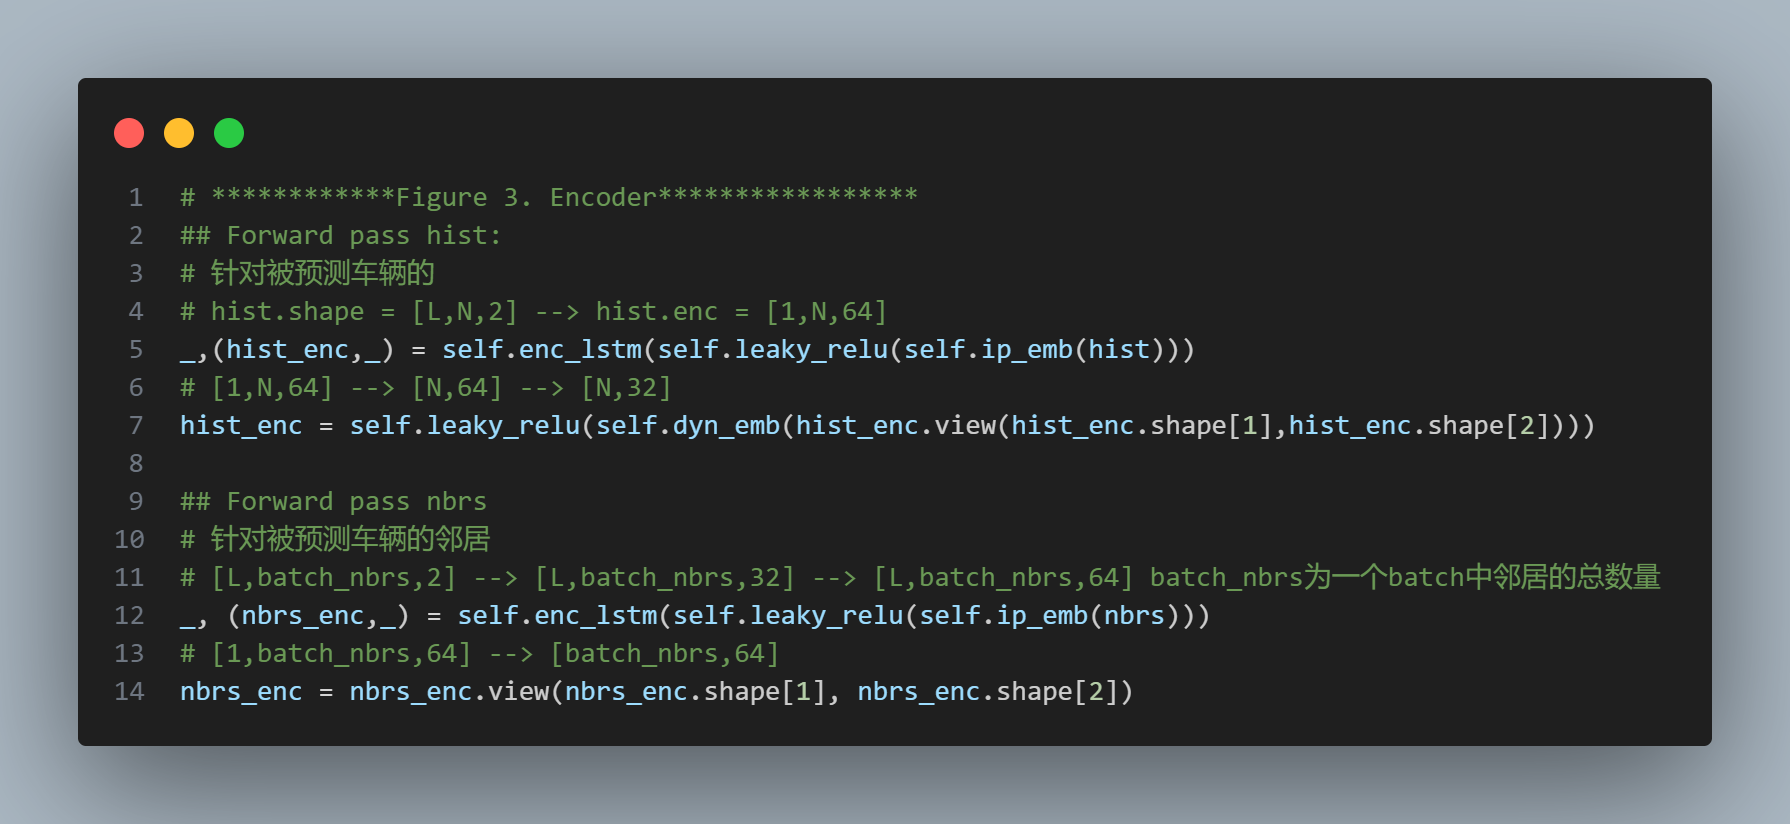 1 # ************Figure 3. Encoder*****************
2 ## Forward pass hist:
3 # 针对被预测车辆的
4 # hist.shape = [L,N,2] --> hist.enc = [1,N,64]
5 _,(hist_enc,_) = self.enc_lstm(self.leaky_relu(self.ip_emb(hist)))
6 # [1,N,64] --> [N,64] --> [N,32]
7 hist_enc = self.leaky_relu(self.dyn_emb(hist_enc.view(hist_enc.shape[1],hist_enc.shape[2])))
8
9 ## Forward pass nbrs
10 # 针对被预测车辆的邻居
11 # [L,batch_nbrs,2] --> [L,batch_nbrs,32] --> [L,batch_nbrs,64] batch_nbrs为一个batch中邻居的总数量
12 _, (nbrs_enc,_) = self.enc_lstm(self.leaky_relu(self.ip_emb(nbrs)))
13 # [1,batch_nbrs,64] --> [batch_nbrs,64]
14 nbrs_enc = nbrs_enc.view(nbrs_enc.shape[1], nbrs_enc.shape[2])